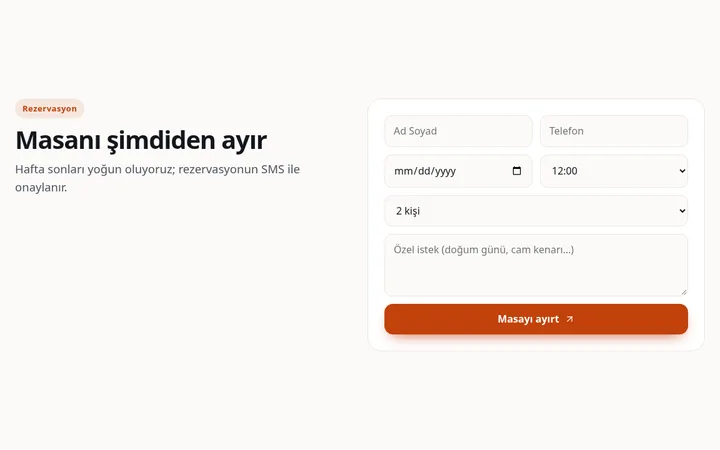 Rezervasyon
Masanı şimdiden ayır
Hafta sonları yoğun oluyoruz; rezervasyonun SMS ile
onaylanır.
Ad Soyad
Telefon
mm/dd/yyyy
12:00
2 kişi
Özel istek (doğum günü, cam kenarı...)
Masayı ayırt